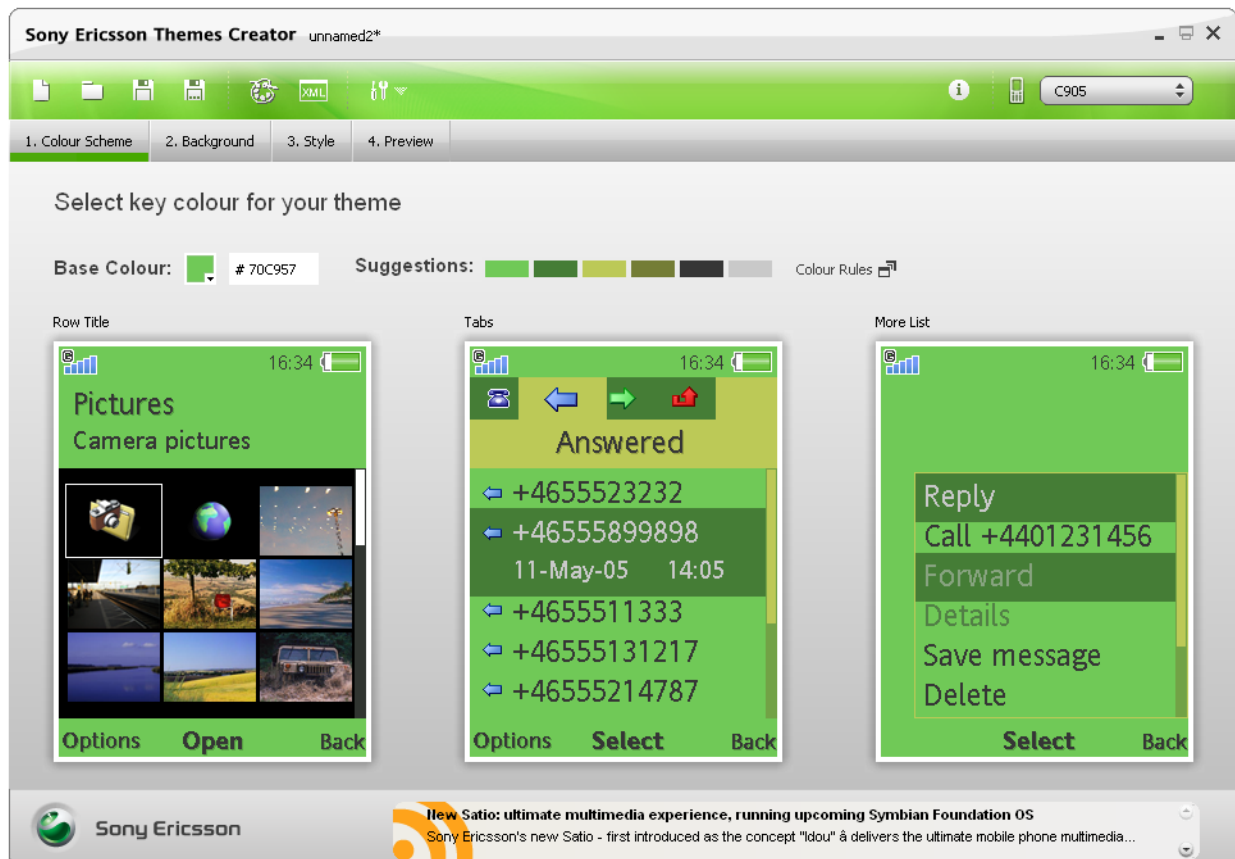 Sony Ericsson Themes Creator unnamed2*
XML
C905
1. Colour Scheme 2. Background 3. Style 4. Preview
Select key colour for your theme
Base Colour: # 70C957 Suggestions: Colour Rules
Row Title
16:34
Pictures
Camera pictures
Options Open Back
Tabs
16:34
Answered
+4655523232
+46555899898
11-May-05 14:05
+4655511333
+46555131217
+46555214787
Options Select Back
More List
16:34
Reply
Call +4401231456
Forward
Details
Save message
Delete
Select Back
Sony Ericsson
New Satio: ultimate multimedia experience, running upcoming Symbian Foundation OS
Sony Ericsson's new Satio - first introduced as the concept "Idou" â delivers the ultimate mobile phone multimedia...